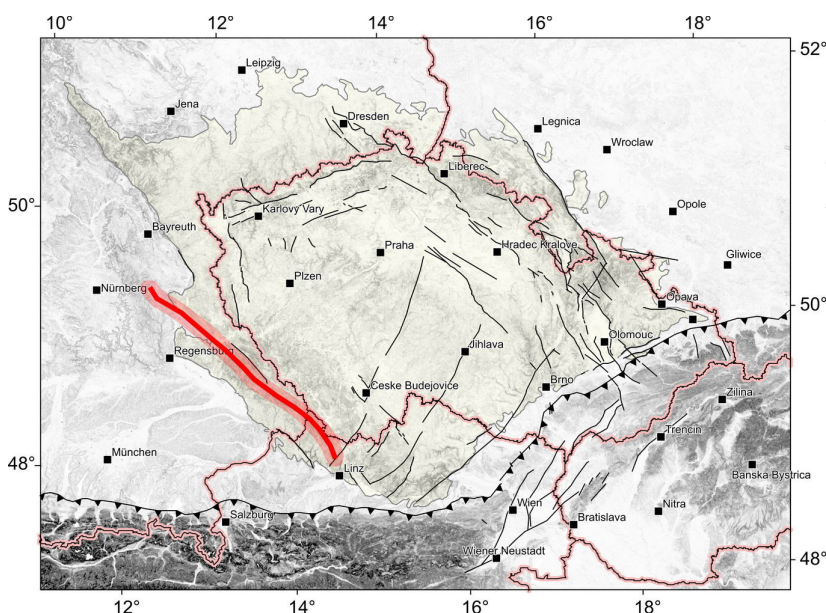 10°
12°
14°
16°
18°
52°
Leipzig
Jena
Dresden
Legnica
Wroclaw
Liberec
50°
Karlovy Vary
Opole
Bayreuth
Praha
Hradec Kralove
Gliwice
Plzen
Nürnberg
Opava
50°
Olomouc
Regensburg
Jihlava
Ceske Budejovice
Brno
Zilina
Trencin
48°
München
Linz
Banska Bystrica
Wien
Nitra
Salzburg
Bratislava
Wiener Neustadt
48°
12°
14°
16°
18°